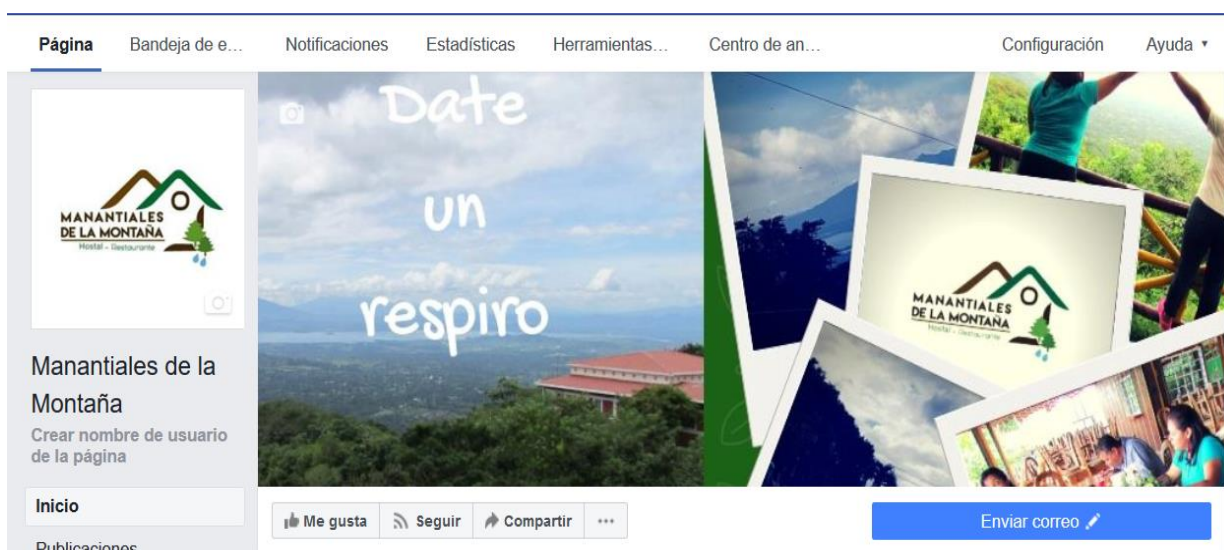 Página Bandeja de e... Notificaciones Estadísticas Herramientas... Centro de an... Configuración Ayuda
MANANTIALES
DE LA MONTAÑA
Hostal - Restaurante
Date
un
respiro
MANANTIALES
DE LA MONTAÑA
Hostal - Restaurante
Manantiales de la
Montaña
Crear nombre de usuario
de la página
Inicio
Publicaciones
Me gusta Seguir Compartir ...
Enviar correo